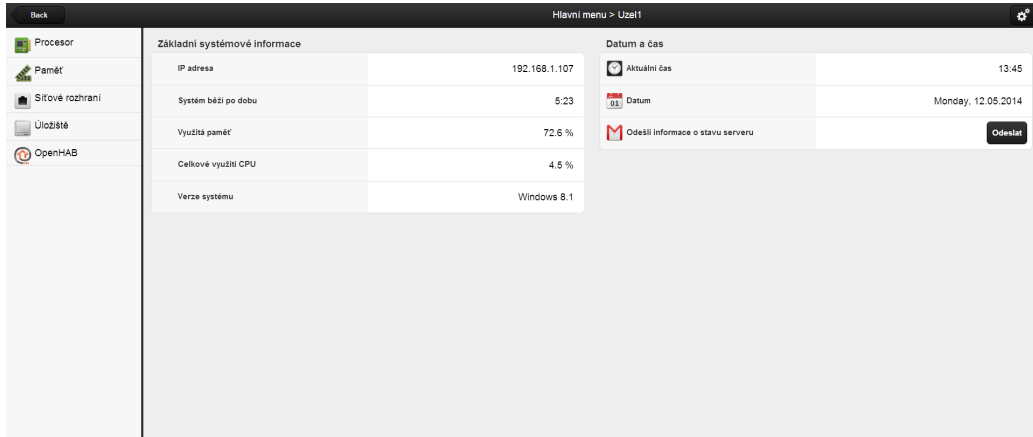 Back
Hlavní menu > Uzel1
Procesor
Paměť
Síťové rozhraní
Úložiště
OpenHAB
Základní systémové informace
IP adresa 192.168.1.107
Systém běží po dobu 5:23
Využitá paměť 72.6 %
Celkové využití CPU 4.5 %
Verze systému Windows 8.1
Datum a čas
Aktuální čas 13:45
01 Datum Monday, 12.05.2014
Odešli informace o stavu serveru Odeslat